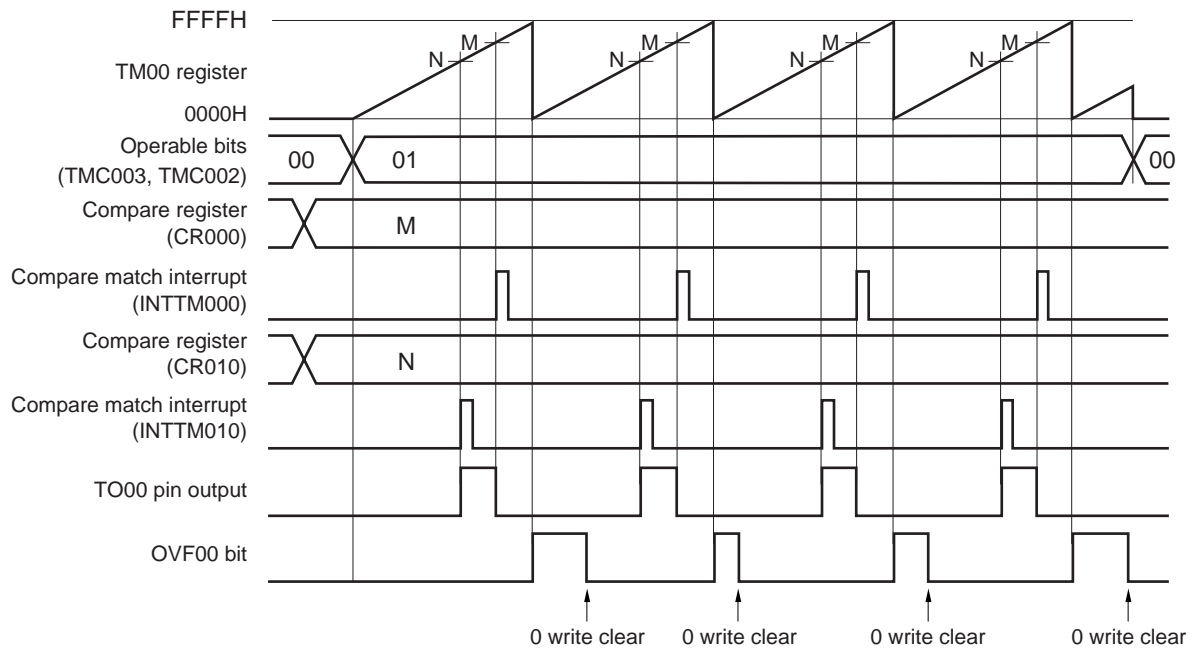 FFFFH
M M M M
N N N N
TM00 register
0000H
Operable bits
(TMC003, TMC002)
00 01 00
Compare register
(CR000)
M
Compare match interrupt
(INTTM000)
Compare register
(CR010)
N
Compare match interrupt
(INTTM010)
TO00 pin output
OVF00 bit
0 write clear 0 write clear 0 write clear 0 write clear